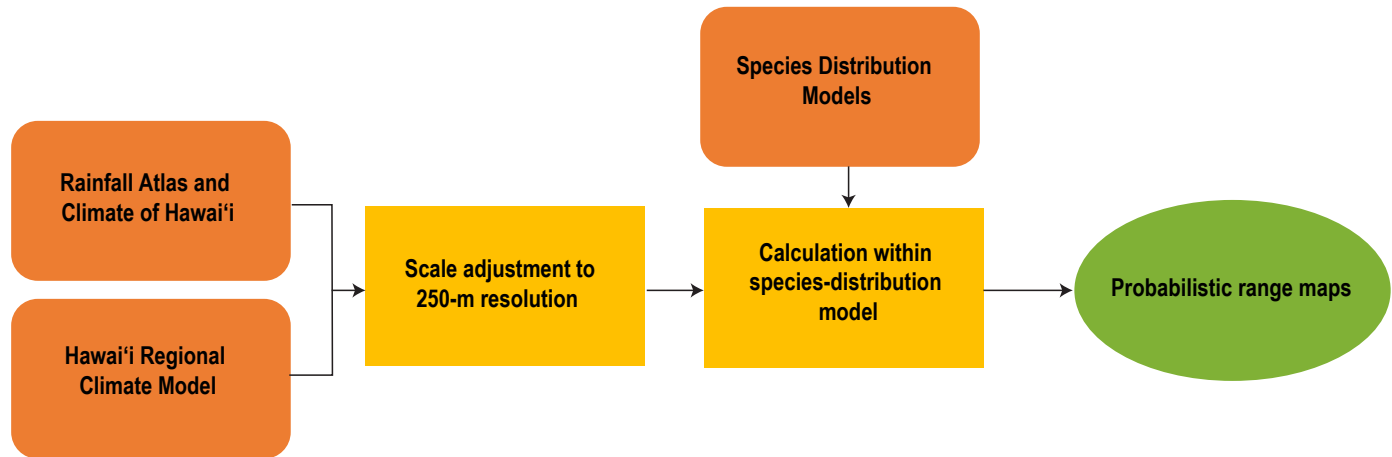 Species Distribution
Models
Rainfall Atlas and
Climate of Hawai‘i
Scale adjustment to
250-m resolution
Calculation within
species-distribution
model
Probabilistic range maps
Hawai‘i Regional
Climate Model